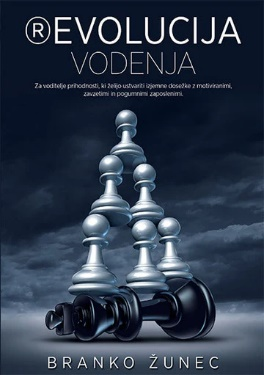 ®EVOLUCIJA
VODENJA
Za voditelje prihodnosti, ki želijo ustvariti izjemne dosežke z motiviranimi,
zavzetimi in pogumnimi zaposlenimi.
BRANKO ŽUNEC